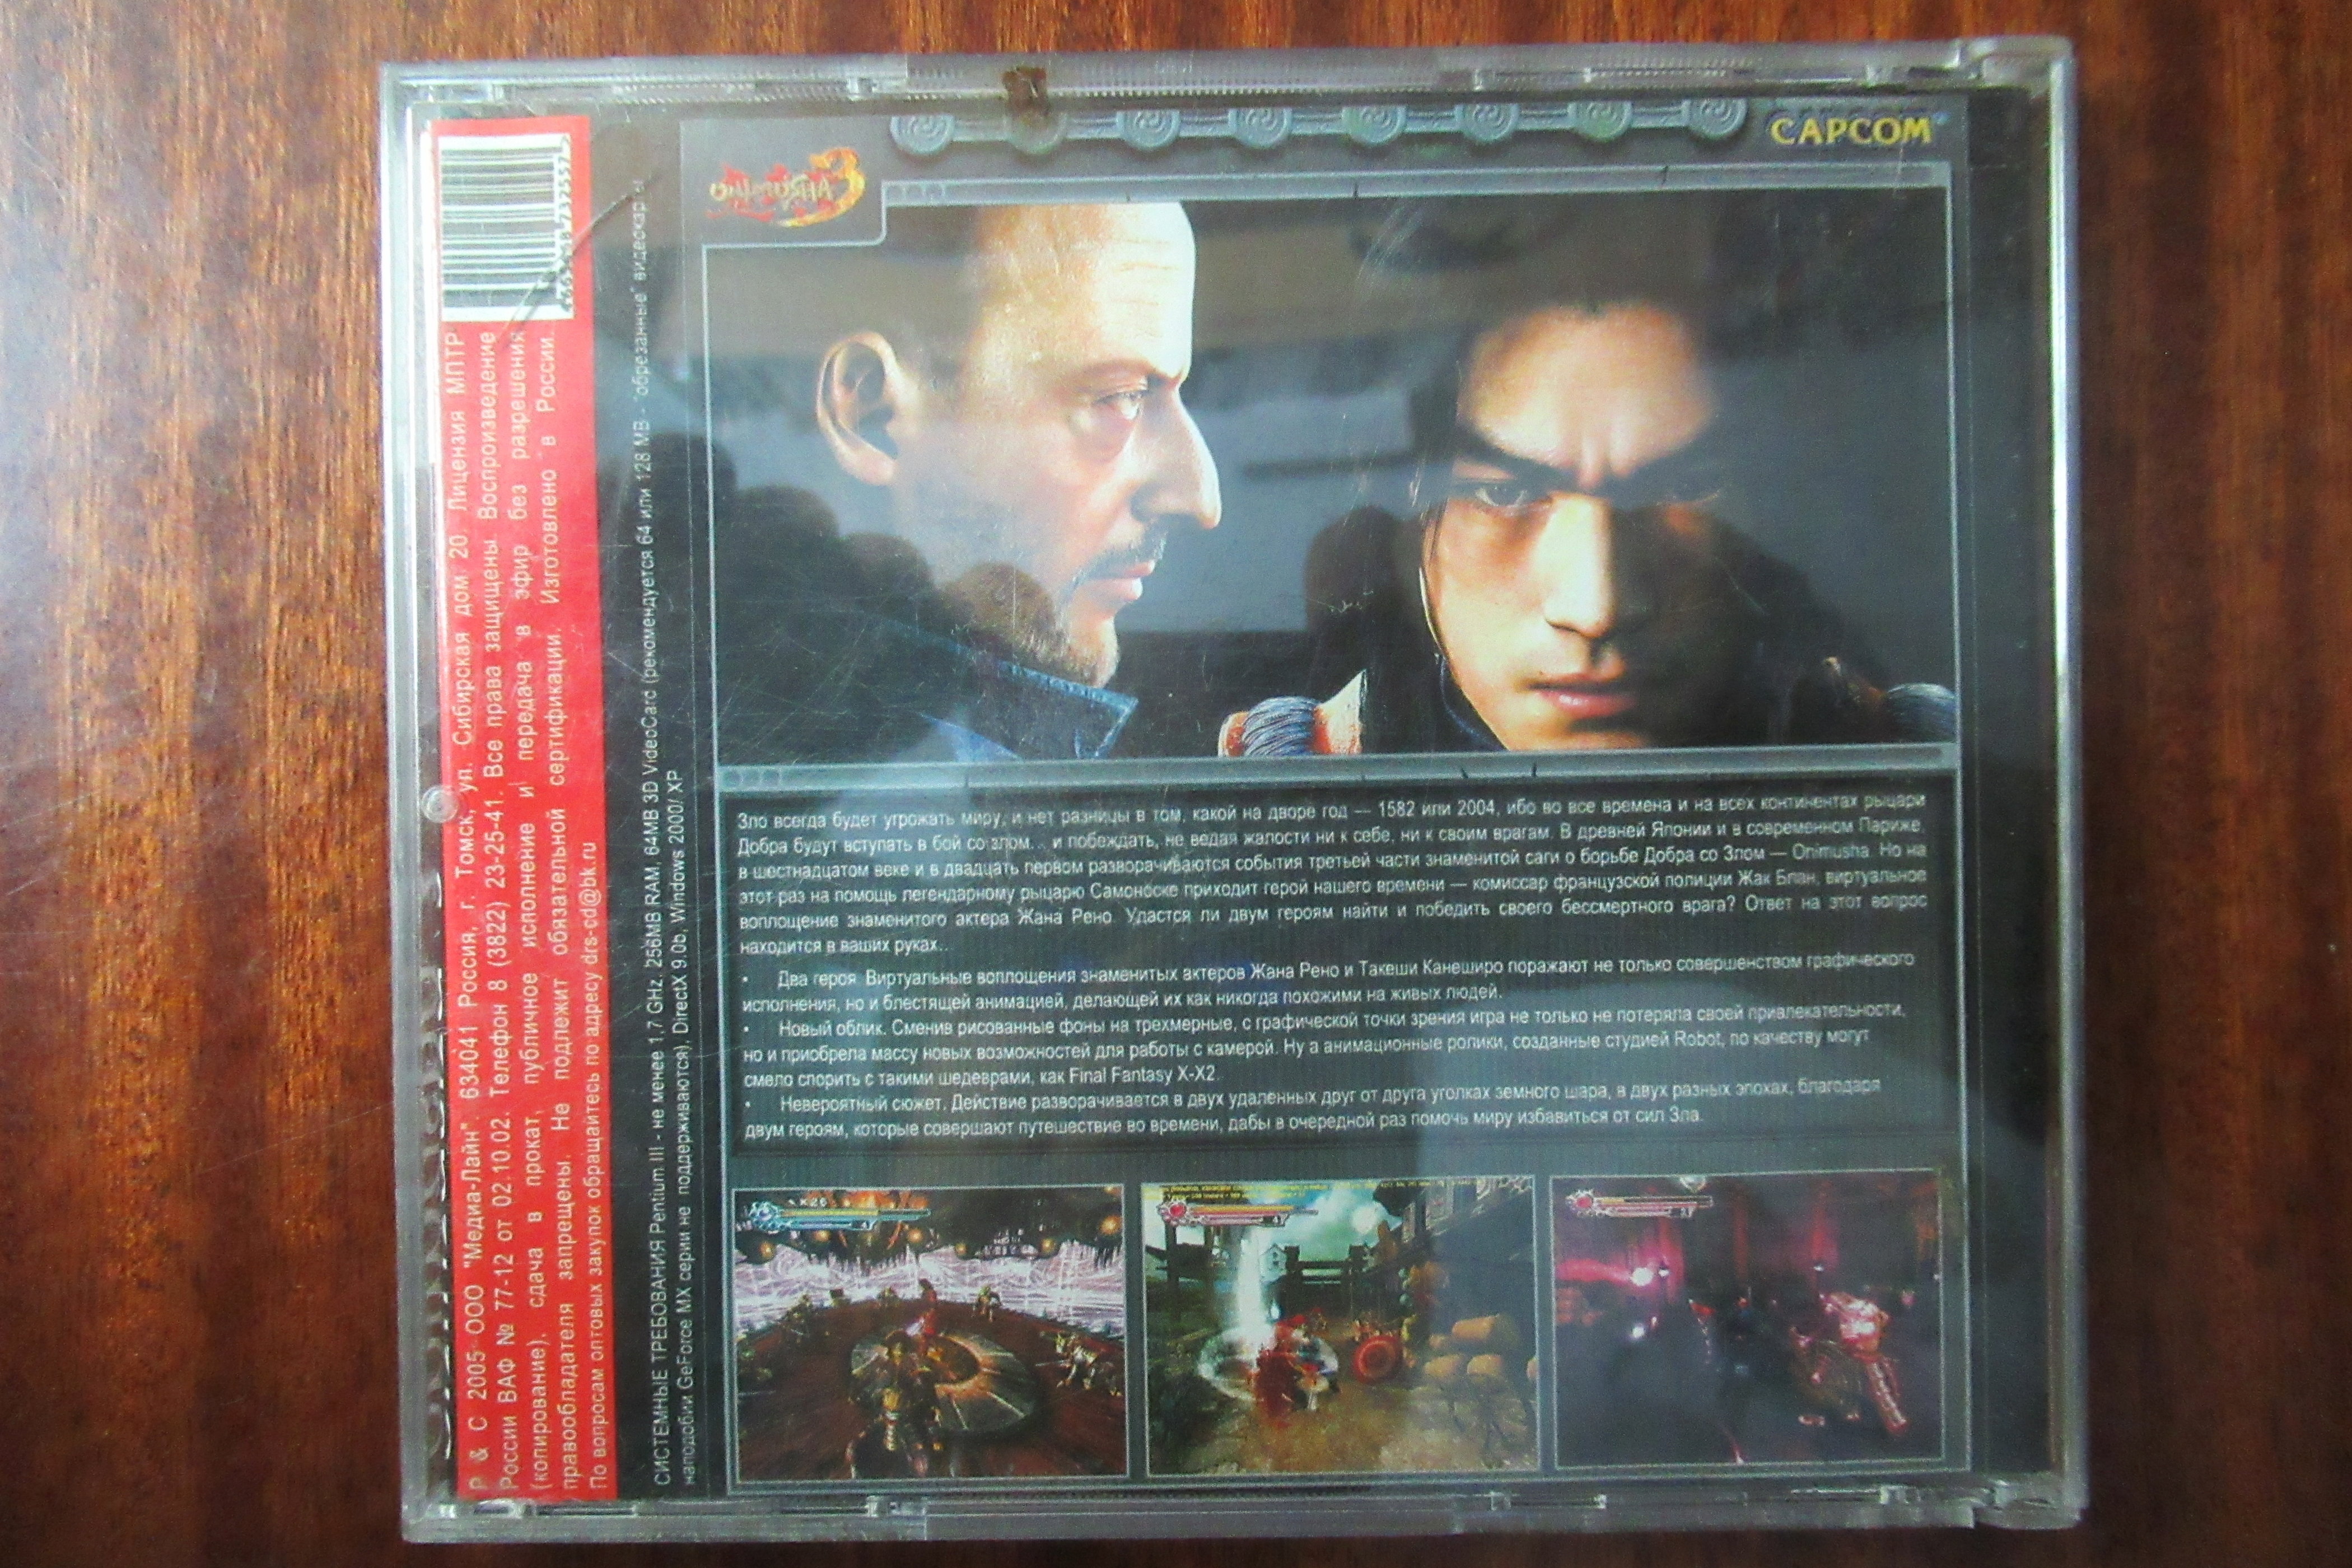 CAPCOM
ONIMUSHA 3
Зло всегда будет угрожать миру, и нет разницы в том, какой на дворе год — 1582 или 2004, ибо во все времена и на всех континентах рыцари
Добра будут вступать в бой со злом... и побеждать, не ведая жалости ни к себе, ни к своим врагам. В древней Японии и в современном Париже,
в шестнадцатом веке и в двадцать первом разворачиваются события третьей части знаменитой саги о борьбе Добра со Злом — Onimusha. Но на
этот раз на помощь легендарному рыцарю Самоноске приходит герой нашего времени — комиссар французской полиции Жак Блан, виртуальное
воплощение знаменитого актера Жана Рено. Удастся ли двум героям найти и победить своего бессмертного врага? Ответ на этот вопрос
находится в ваших руках...
• Два героя. Виртуальные воплощения знаменитых актеров Жана Рено и Такеши Канеширо поражают не только совершенством графического
исполнения, но и блестящей анимацией, делающей их как никогда похожими на живых людей.
• Новый облик. Сменив рисованные фоны на трехмерные, с графической точки зрения игра не только не потеряла своей привлекательности,
но и приобрела массу новых возможностей для работы с камерой. Ну а анимационные ролики, созданные студией Robot, по качеству могут
смело спорить с такими шедеврами, как Final Fantasy X-X2.
• Невероятный сюжет. Действие разворачивается в двух удаленных друг от друга уголках земного шара, в двух разных эпохах, благодаря
двум героям, которые совершают путешествие во времени, дабы в очередной раз помочь миру избавиться от сил Зла.
P & C 2005 ООО "Медиа-Лайн". 634041 Россия, г. Томск, ул. Сибирская дом 20. Лицензия МПТР
России ВАФ № 77-12 от 02.10.02. Телефон 8 (3822) 23-25-41. Все права защищены. Воспроизведение
(копирование), сдача в прокат, публичное исполнение и передача в эфир без разрешения
правообладателя запрещены. Не подлежит обязательной сертификации. Изготовлено в России.
По вопросам оптовых закупок обращайтесь по адресу drs-cd@bk.ru
СИСТЕМНЫЕ ТРЕБОВАНИЯ Pentium III - не менее 1,7 GHz, 256MB RAM, 64MB 3D VideoCard (рекомендуется 64 или 128 MB - "обрезанные" видеокары
наподобии GeForce MX серии не поддерживаются), DirectX 9.0b, Windows 2000/ XP